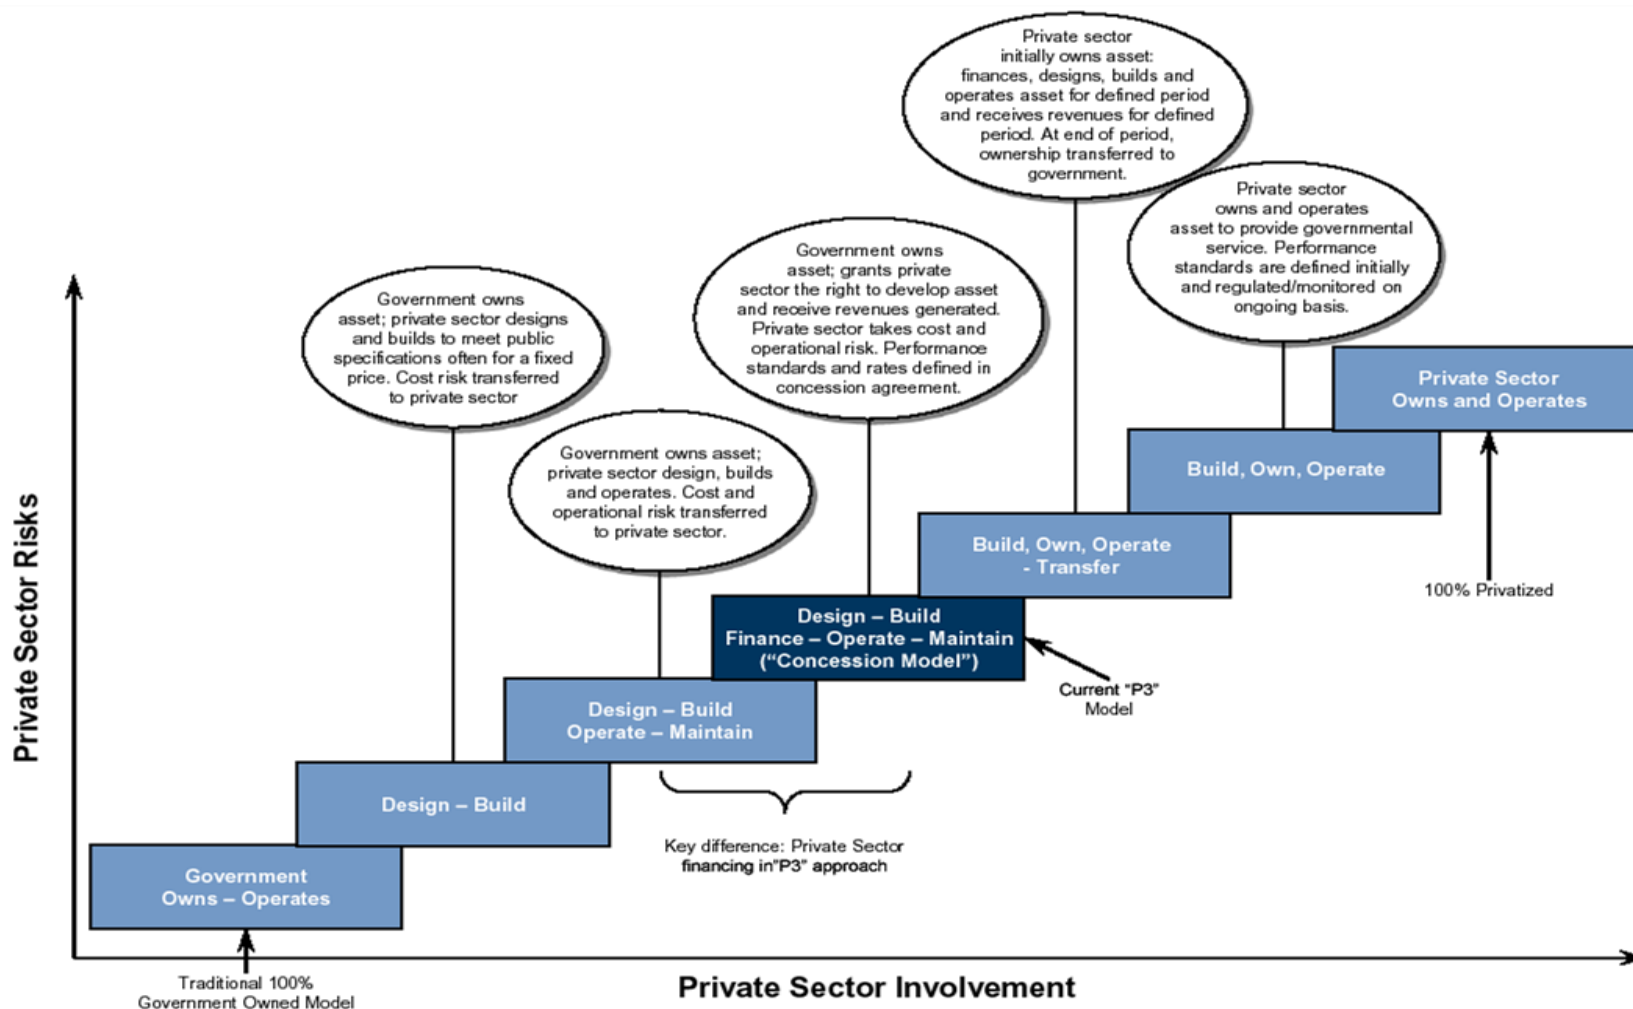 Private sector
initially owns asset:
finances, designs, builds and
operates asset for defined period
and receives revenues for defined
period. At end of period,
ownership transferred to
government.
Private sector
owns and operates
asset to provide governmental
service. Performance
standards are defined initially
and regulated/monitored on
ongoing basis.
Government owns
asset; grants private
sector the right to develop asset
and receive revenues generated.
Private sector takes cost and
operational risk. Performance
standards and rates defined in
concession agreement.
Government owns
asset; private sector designs
and builds to meet public
specifications often for a fixed
price. Cost risk transferred
to private sector
Government owns asset;
private sector design, builds
and operates. Cost and
operational risk transferred
to private sector.
Private Sector
Owns and Operates
Build, Own, Operate
100% Privatized
Build, Own, Operate
- Transfer
Design – Build
Finance – Operate – Maintain
(“Concession Model”)
Current “P3”
Model
Design – Build
Operate – Maintain
Design – Build
Key difference: Private Sector
financing in”P3” approach
Government
Owns – Operates
Traditional 100%
Government Owned Model
Private Sector Risks
Private Sector Involvement